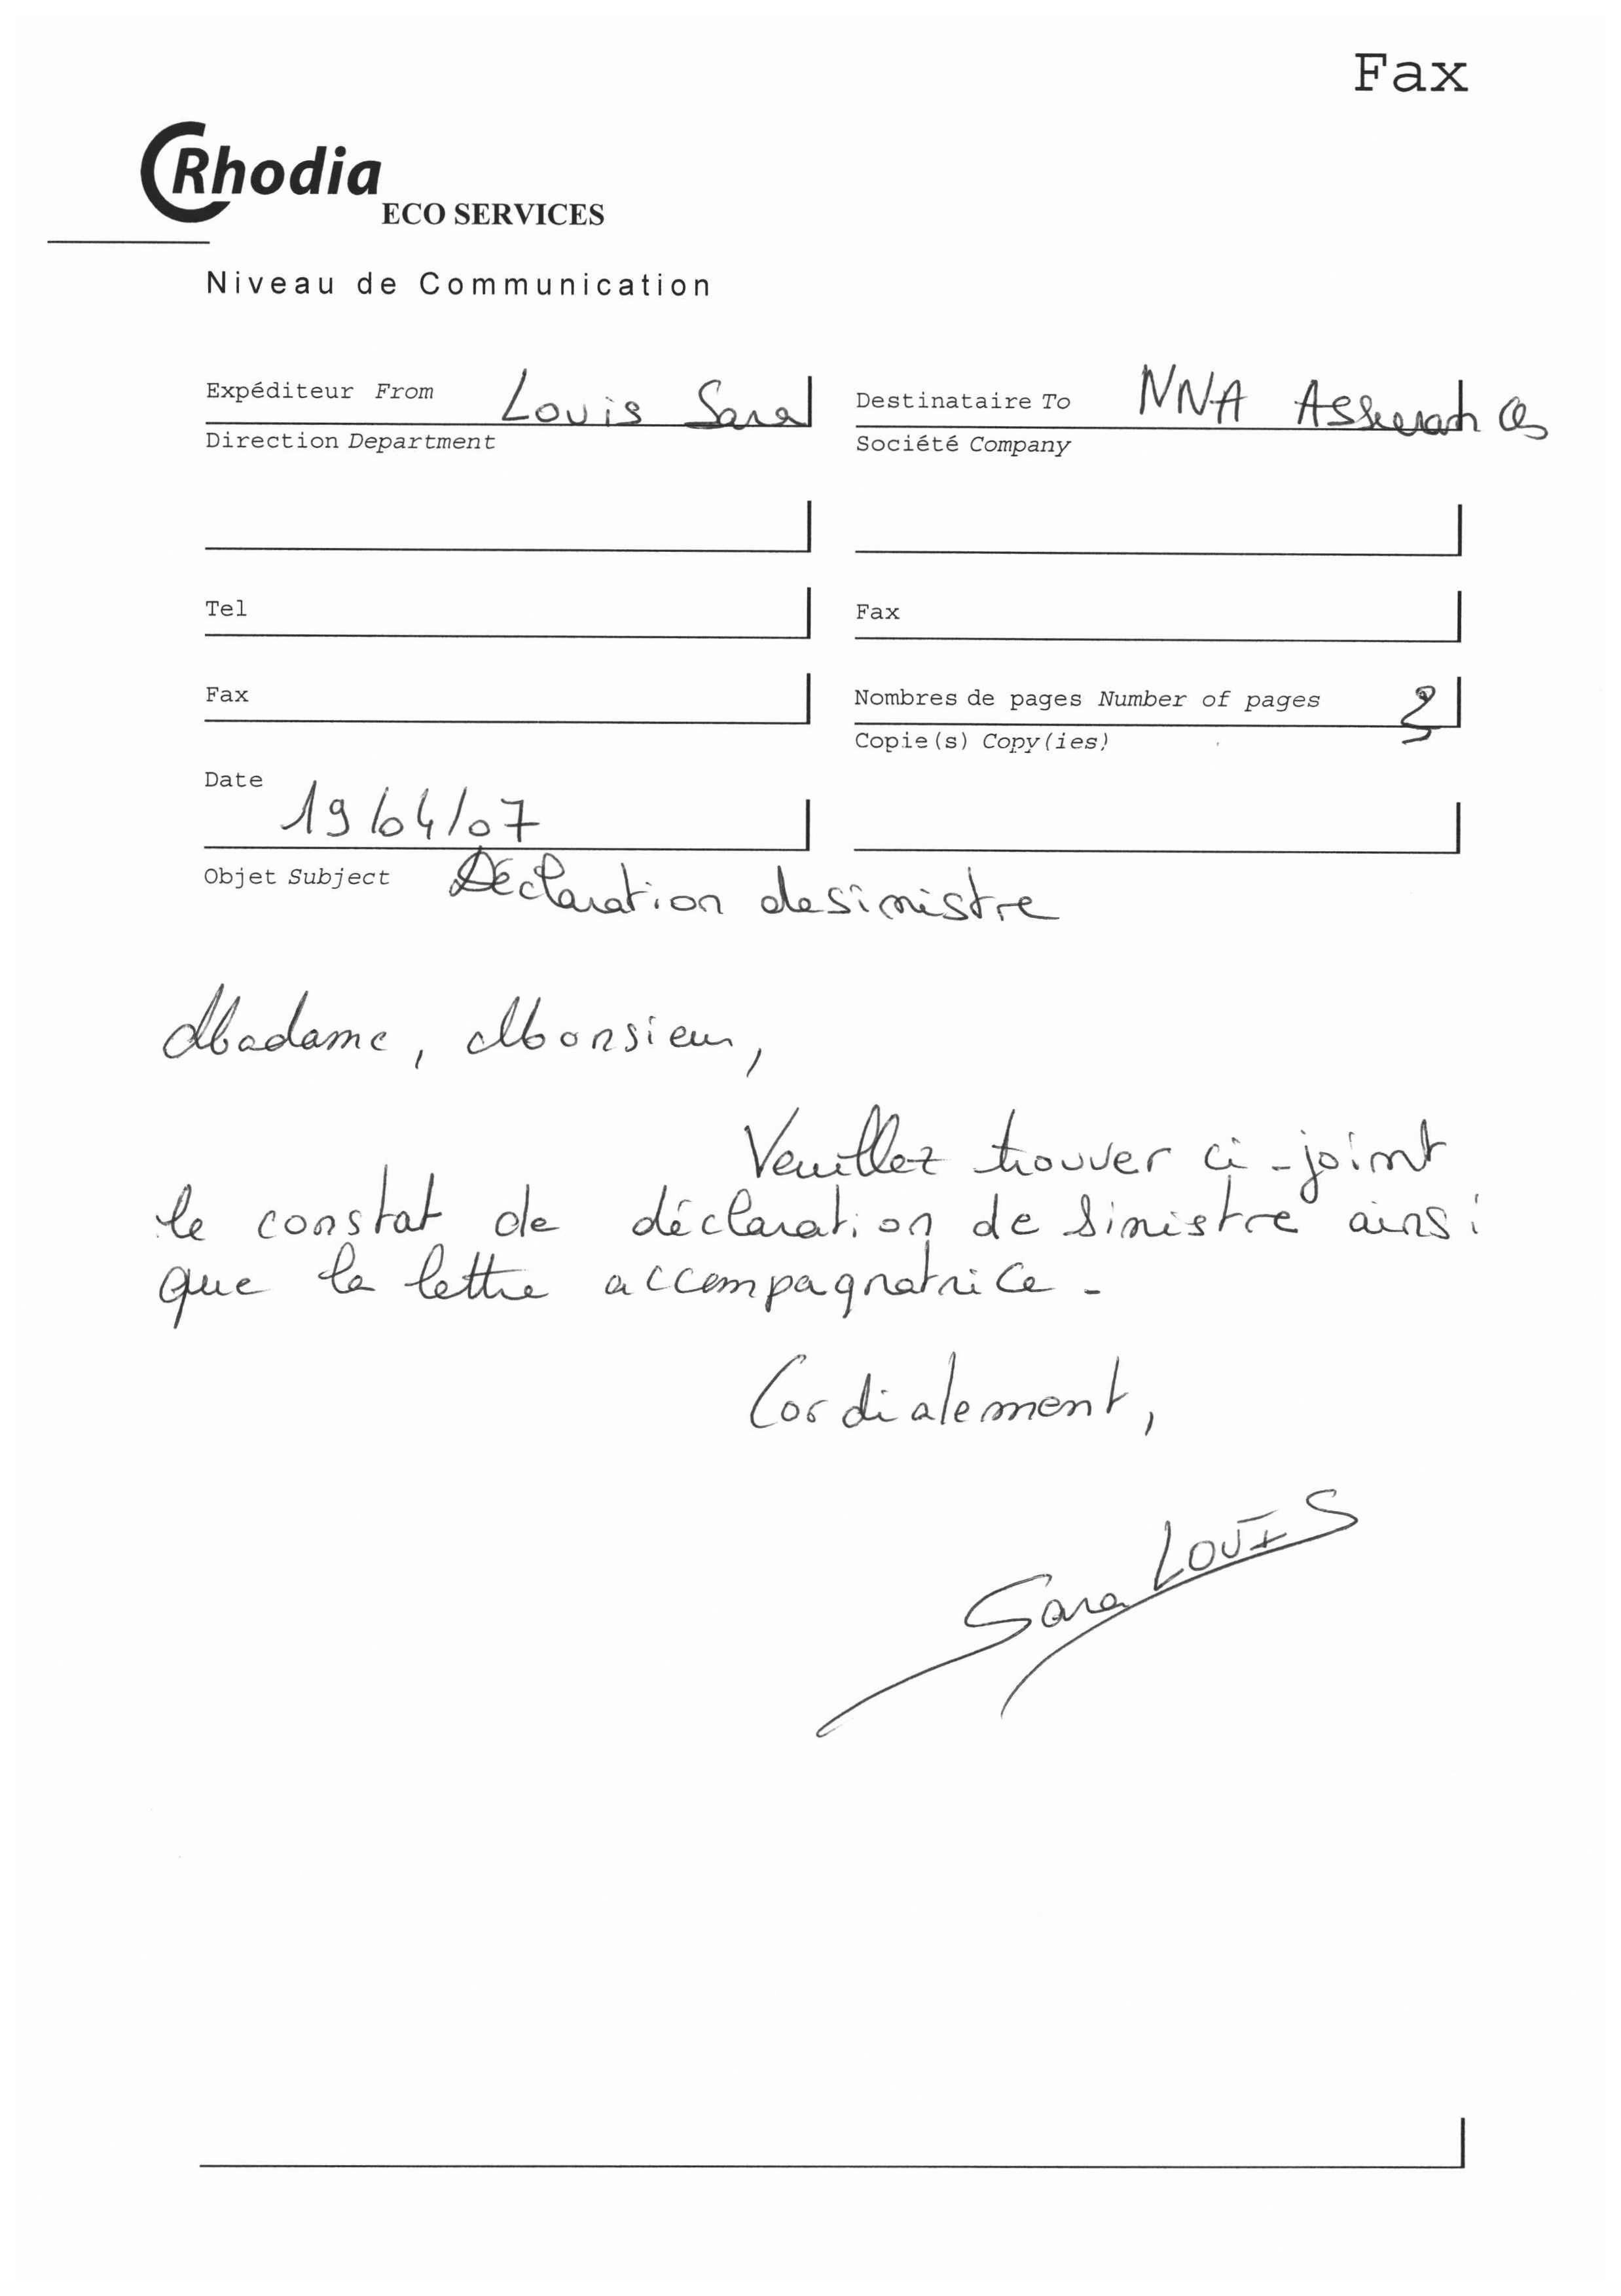 Fax
Rhodia
ECO SERVICES
Niveau de Communication
Expéditeur From Louis Sara
Destinataire To NNA
Direction Department
Société Company
Tel
Fax
Fax
Nombres de pages Number of pages
Copie(s) Copy(ies)
Date 19/04/07
Objet Subject Déclaration de sinistre
Madame, Monsieur,
Veuillez trouver ci-joint
le constat de déclaration de sinistre ainsi
que la lettre accompagnatrice.
Cordialement,
Sara LOUIS